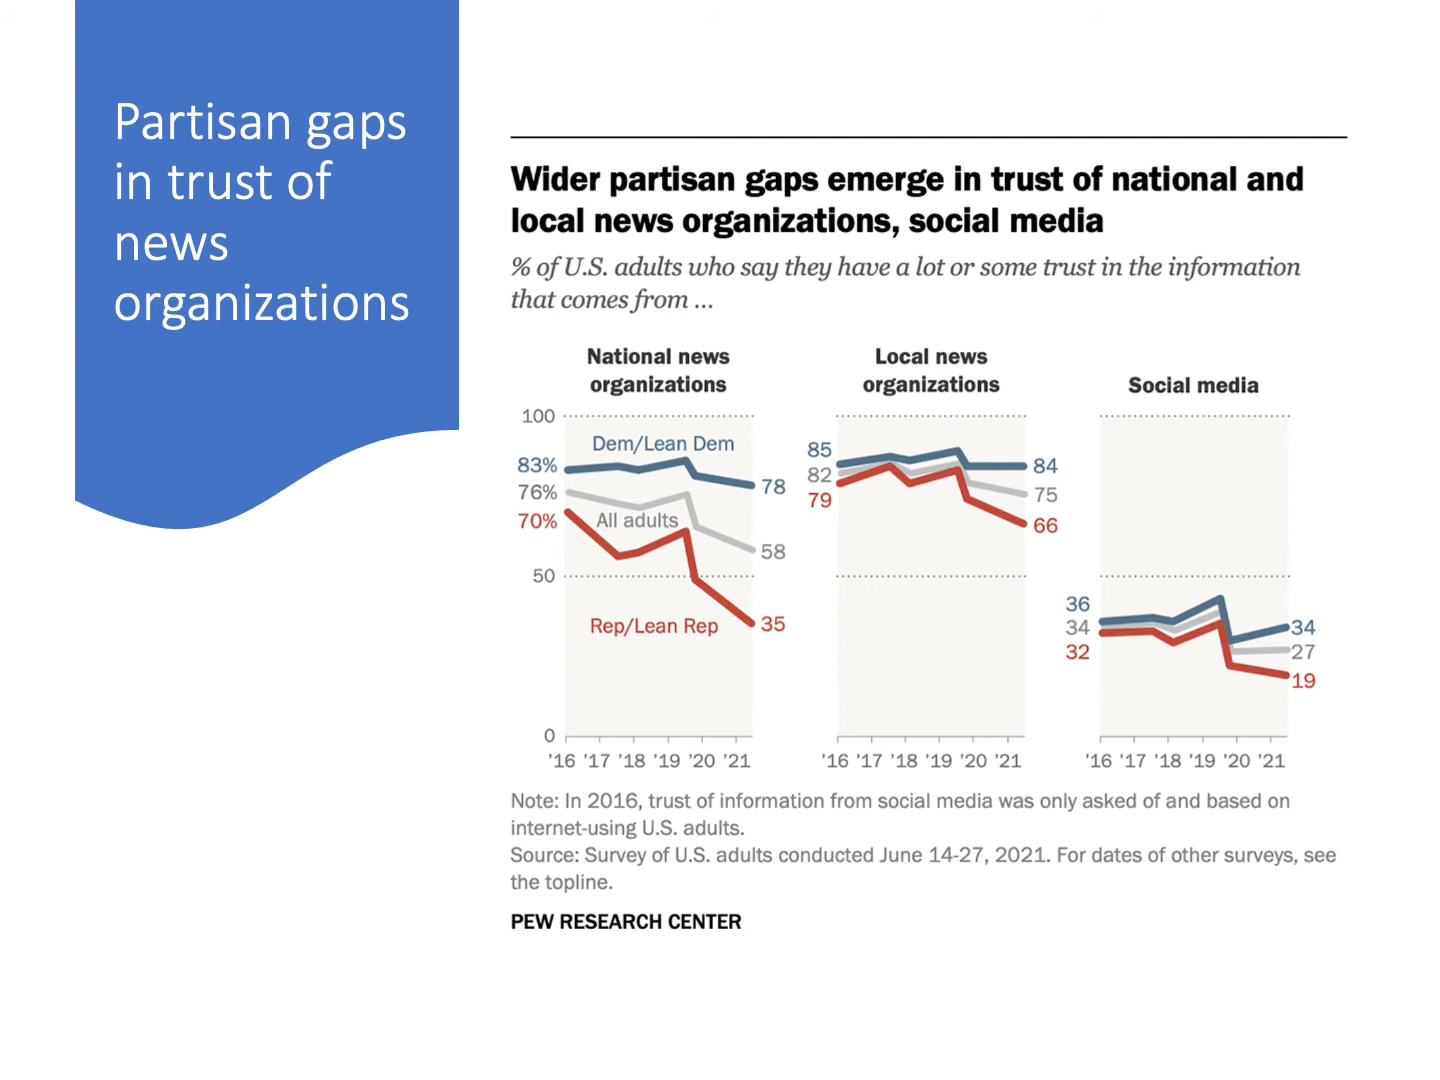 Partisan gaps
in trust of
news
organizations
Wider partisan gaps emerge in trust of national and
local news organizations, social media
% of U.S. adults who say they have a lot or some trust in the information
that comes from ...
National news
organizations
100
Dem/Lean Dem
83%
76%
70%
All adults
78
58
50
Rep/Lean Rep
35
0
'16 '17 '18 '19 '20 '21
Local news
organizations
85
82
79
84
75
66
'16 '17 '18 '19 '20 '21
Social media
36
34
32
34
27
19
'16 '17 '18 '19 '20 '21
Note: In 2016, trust of information from social media was only asked of and based on
internet-using U.S. adults.
Source: Survey of U.S. adults conducted June 14-27, 2021. For dates of other surveys, see
the topline.
PEW RESEARCH CENTER